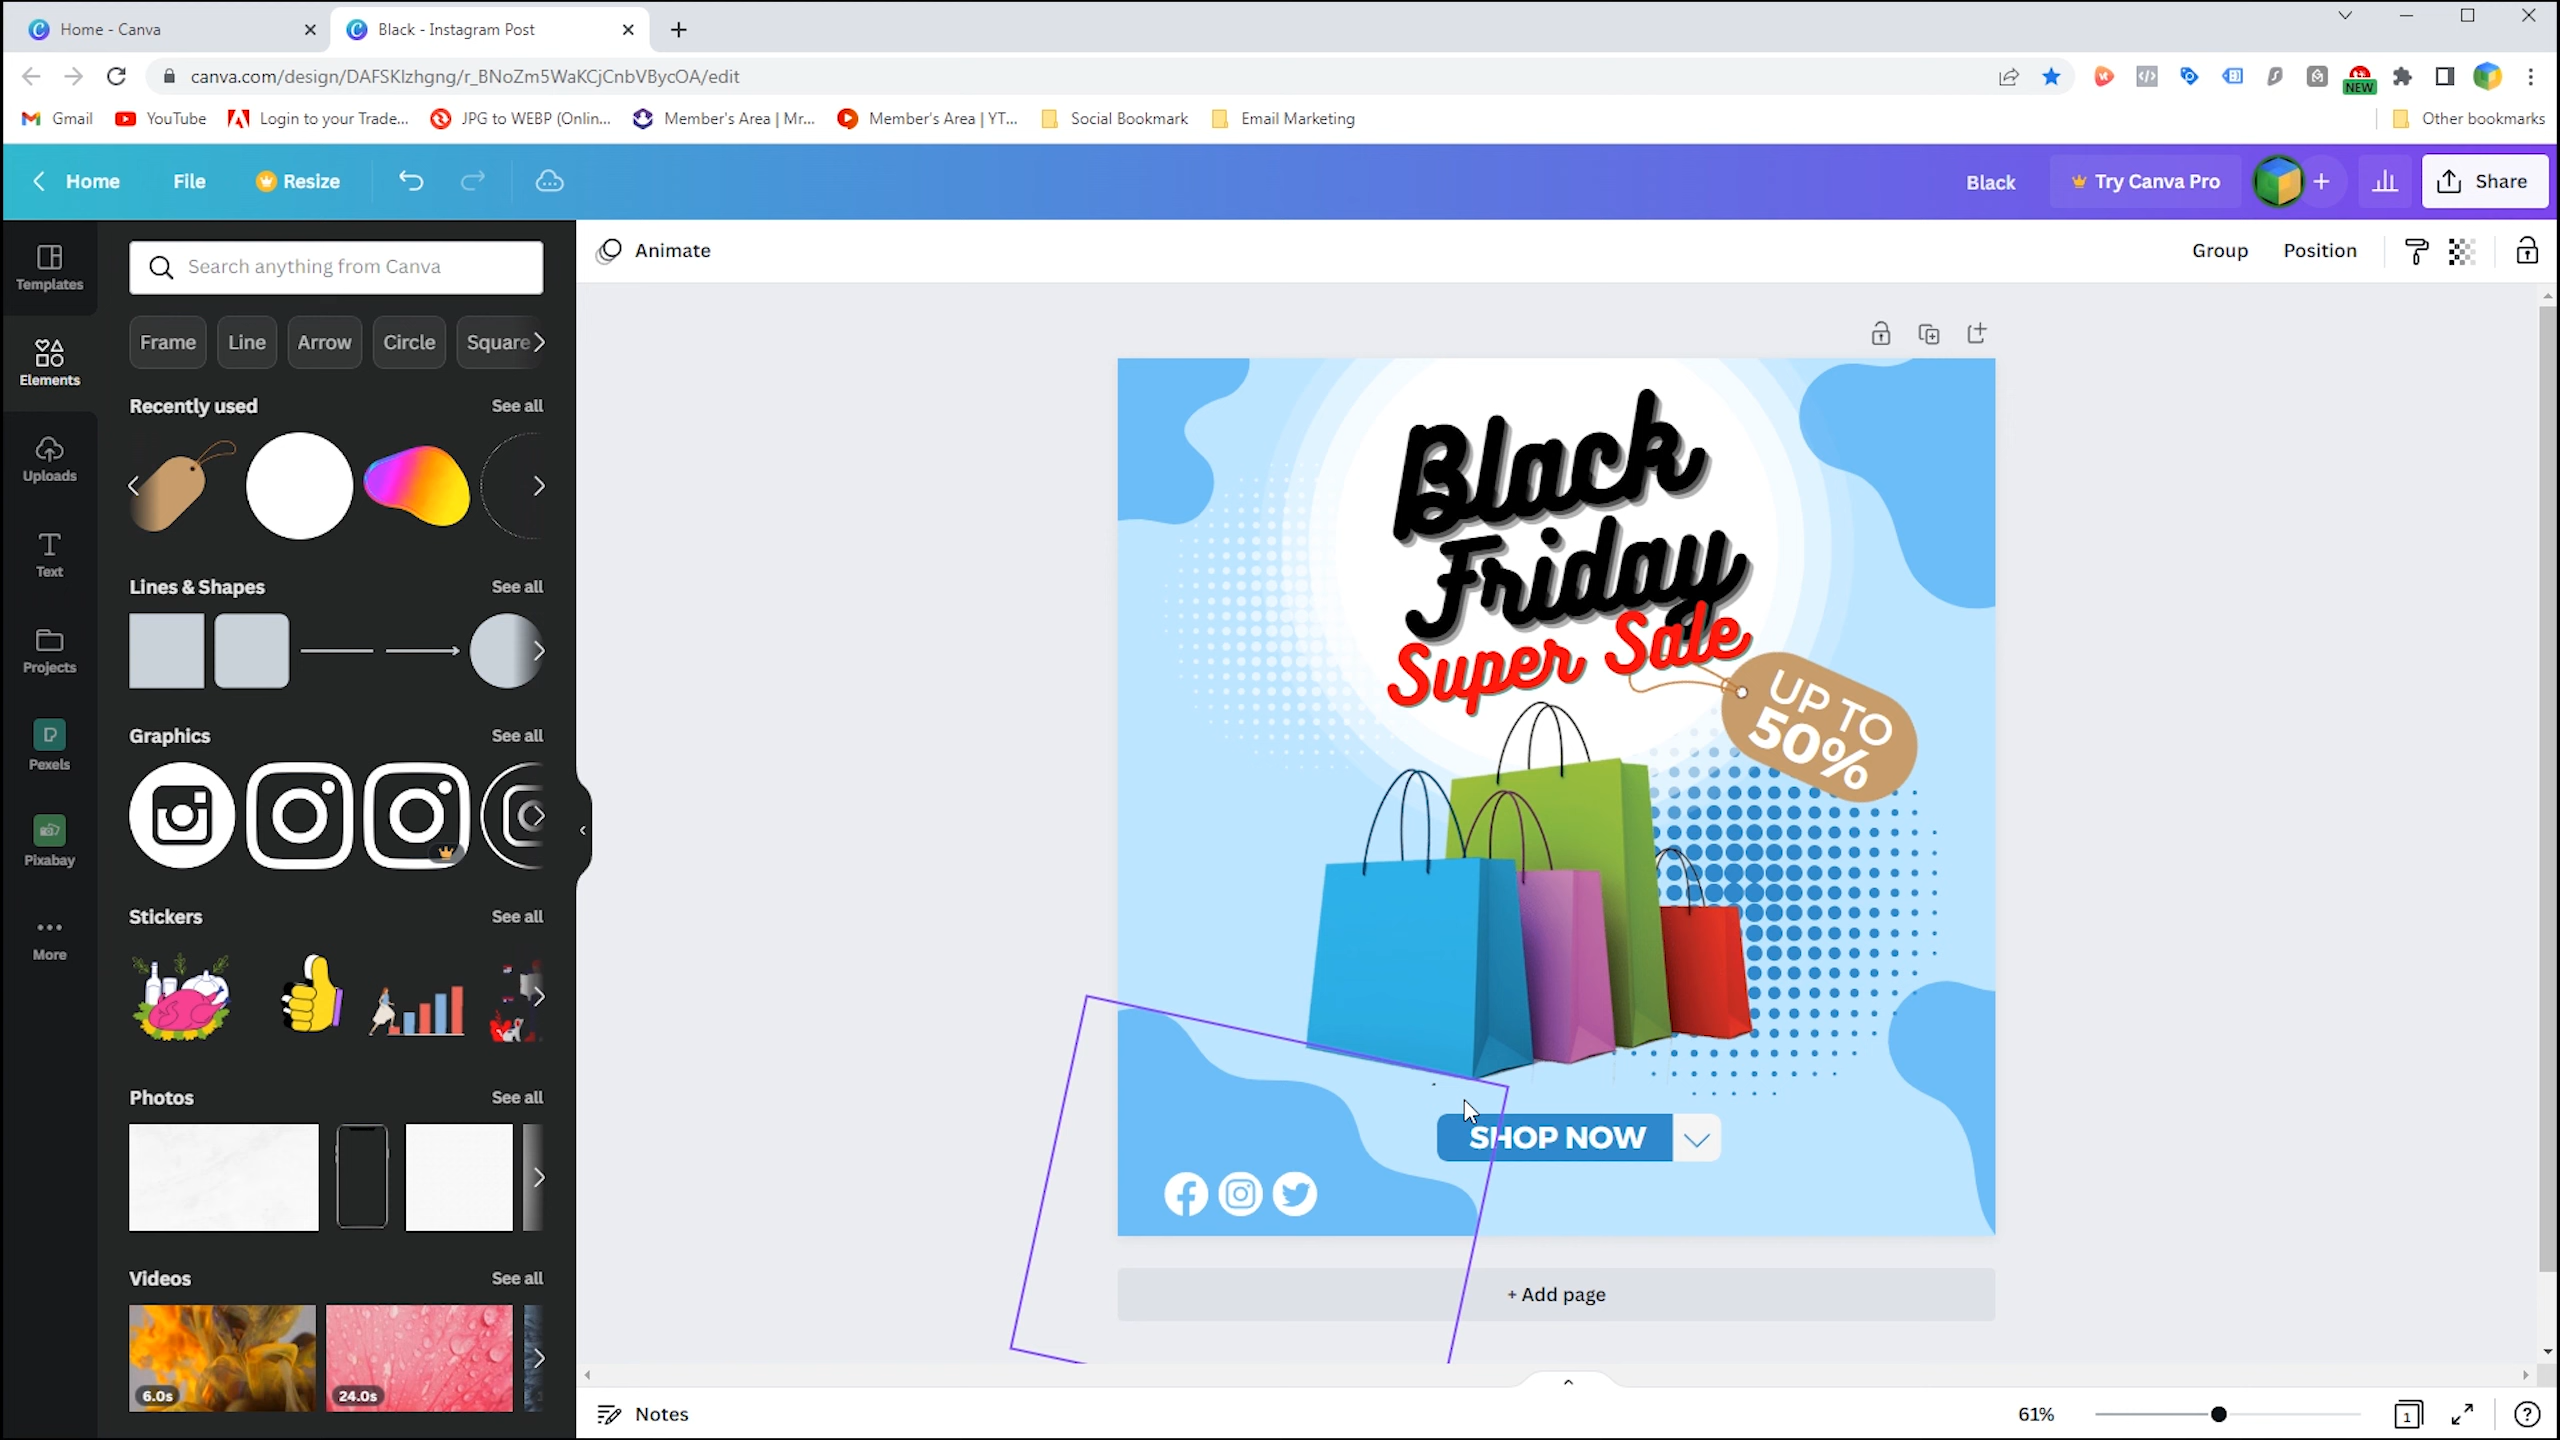 Home - Canva
Black - Instagram Post
canva.com/design/DAFSKIzhgng/r_BNoZm5WaKCjCnbVBycOA/edit
NEW
Gmail
YouTube
Login to your Trade...
JPG to WEBP (Onlin...
Member's Area | Mr...
Member's Area | YT...
Social Bookmark
Email Marketing
Other bookmarks
Home
File
Resize
Black
Try Canva Pro
Share
Templates
Elements
Uploads
Text
Projects
Pexels
Pixabay
More
Search anything from Canva
Frame
Line
Arrow
Circle
Square
Recently used
See all
Lines & Shapes
See all
Graphics
See all
Stickers
See all
Photos
See all
Videos
See all
6.0s
24.0s
Animate
Group
Position
Black
Friday
Super Sale
UP TO
50%
SHOP NOW
+ Add page
Notes
61%
1